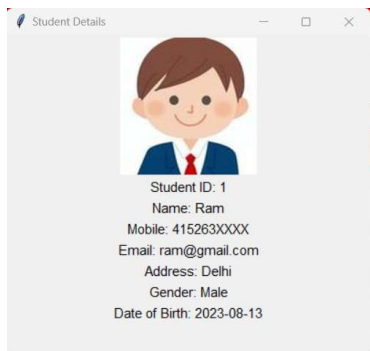 Student Details
Student ID: 1
Name: Ram
Mobile: 415263XXXX
Email: ram@gmail.com
Address: Delhi
Gender: Male
Date of Birth: 2023-08-13